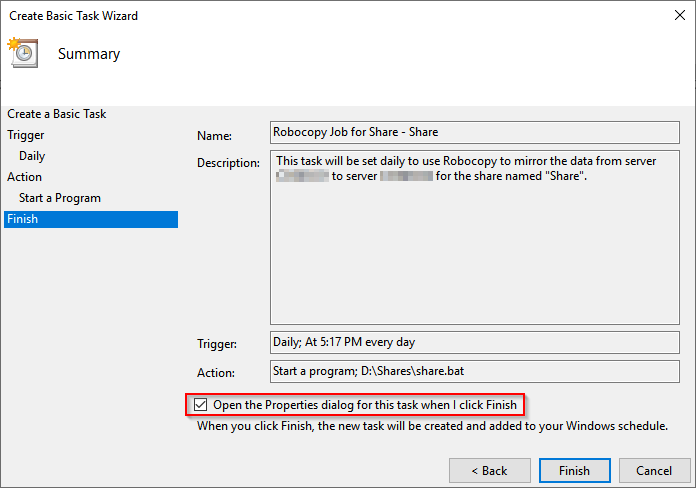 Create Basic Task Wizard
Summary
Create a Basic Task
Trigger
Daily
Action
Start a Program
Finish
Name:
Robocopy Job for Share - Share
Description:
This task will be set daily to use Robocopy to mirror the data from server
to server for the share named "Share".
Trigger:
Daily; At 5:17 PM every day
Action:
Start a program; D:\Shares\share.bat
Open the Properties dialog for this task when I click Finish
When you click Finish, the new task will be created and added to your Windows schedule.
< Back
Finish
Cancel